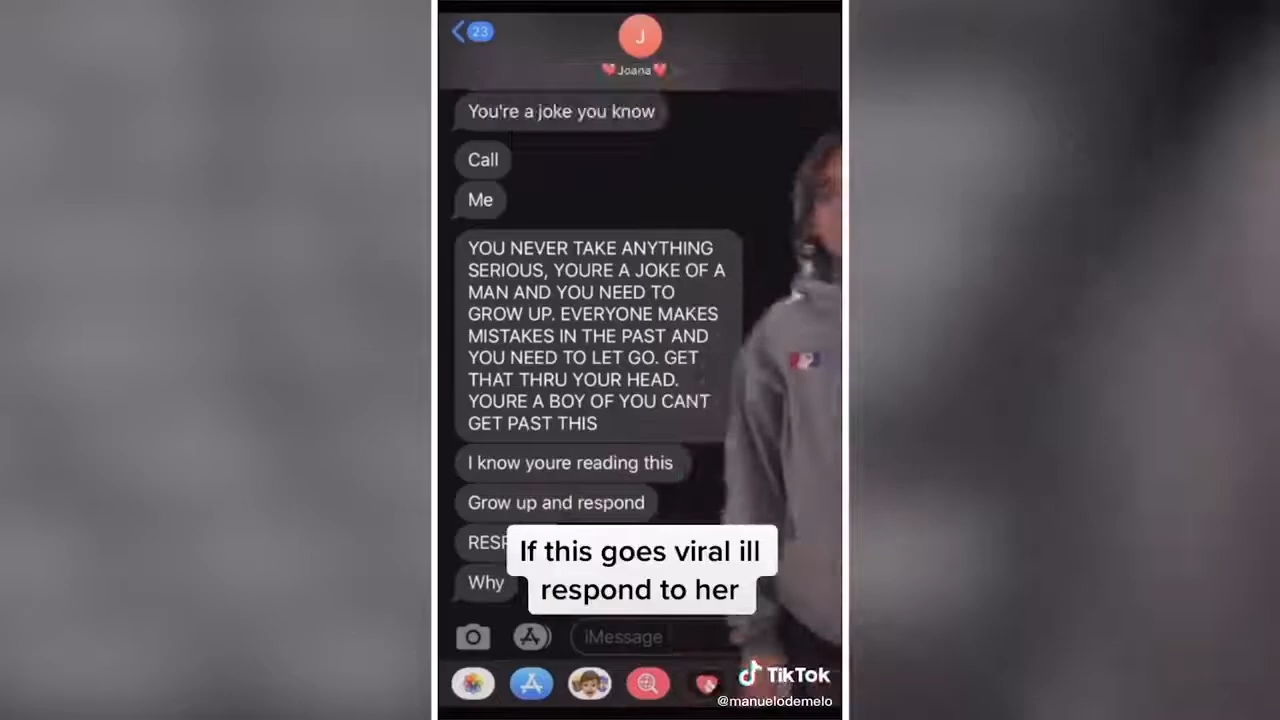 23
J
Joana
You're a joke you know
Call
Me
YOU NEVER TAKE ANYTHING
SERIOUS, YOURE A JOKE OF A
MAN AND YOU NEED TO
GROW UP. EVERYONE MAKES
MISTAKES IN THE PAST AND
YOU NEED TO LET GO. GET
THAT THRU YOUR HEAD.
YOURE A BOY OF YOU CANT
GET PAST THIS
I know youre reading this
Grow up and respond
RESP
Why
If this goes viral ill
respond to her
iMessage
TikTok
@manuelodemelo